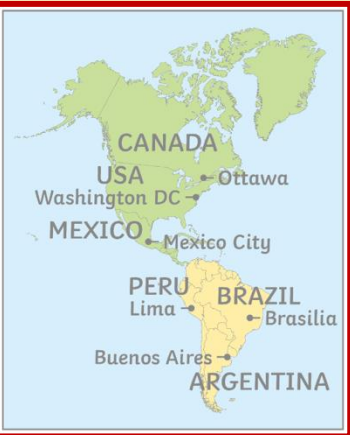 CANADA
USA
Ottawa
Washington DC
MEXICO
Mexico City
PERU
BRAZIL
Lima
Brasilia
Buenos Aires
ARGENTINA